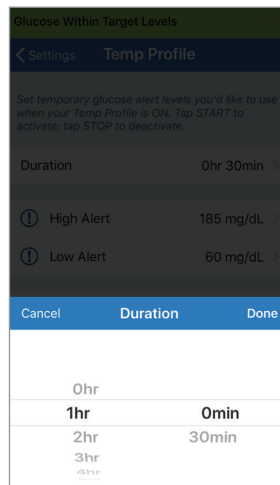 Glucose Within Target Levels
Settings Temp Profile
Set temporary glucose alert levels you'd like to use
when your Temp Profile is ON. Tap START to
activate; tap STOP to deactivate.
Duration 0hr 30min
High Alert 185 mg/dL
Low Alert 60 mg/dL
Cancel Duration Done
0hr
1hr 0min
2hr 30min
3hr
4hr